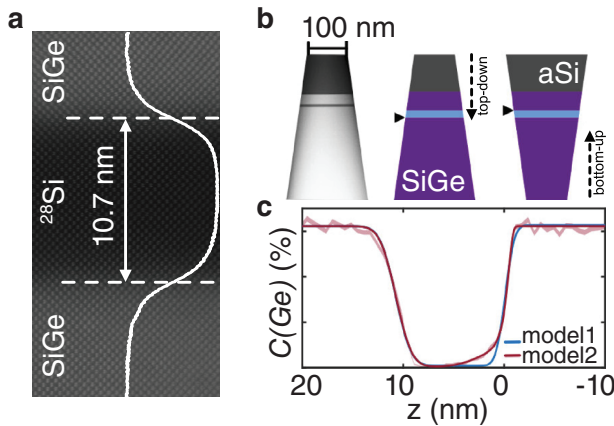 a
SiGe
²⁸Si
10.7 nm
SiGe
b
100 nm
top-down
aSi
bottom-up
SiGe
c
C(Ge) (%)
model1
model2
20
10
0
-10
z (nm)